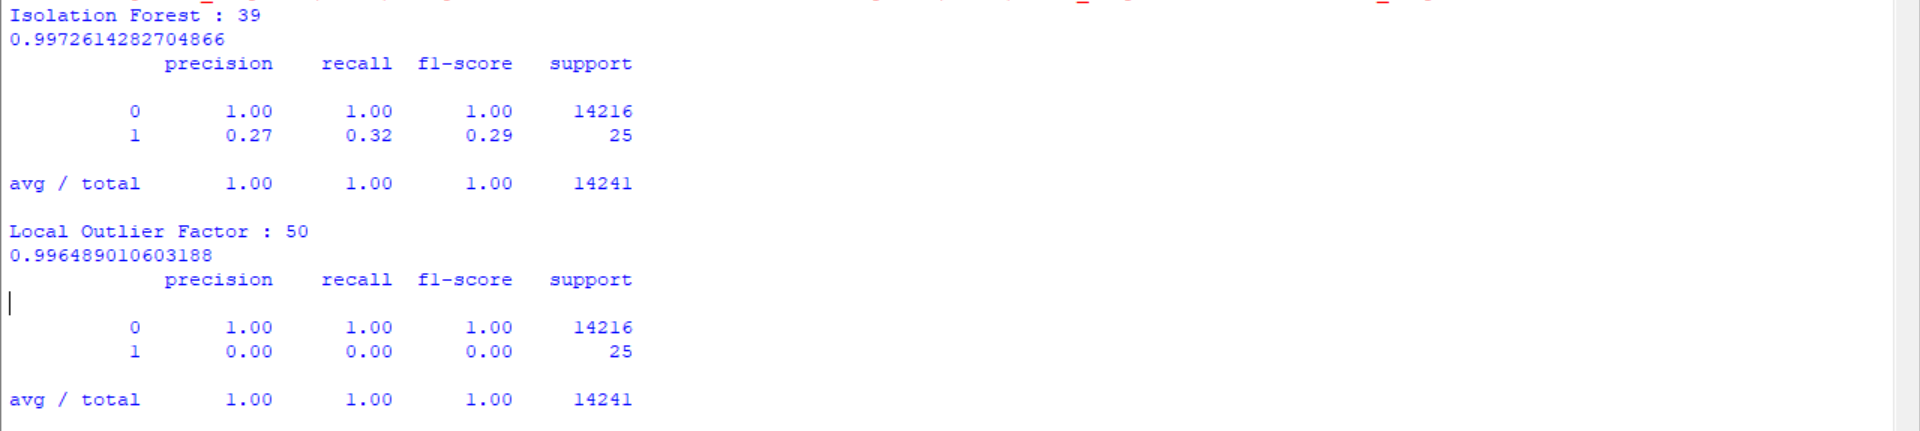 Isolation Forest : 39
0.9972614282704866
precision recall f1-score support
0 1.00 1.00 1.00 14216
1 0.27 0.32 0.29 25
avg / total 1.00 1.00 1.00 14241
Local Outlier Factor : 50
0.996489010603188
precision recall f1-score support
0 1.00 1.00 1.00 14216
1 0.00 0.00 0.00 25
avg / total 1.00 1.00 1.00 14241